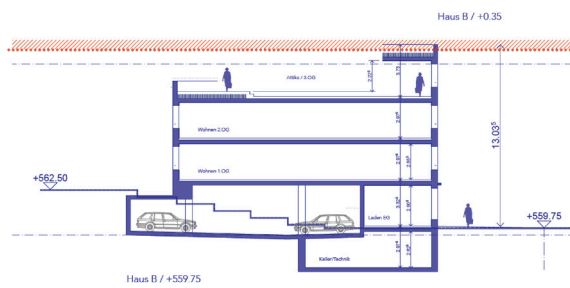 Haus B / +0.35
Attika / 3.OG
13.03⁵
Wohnen 2.OG
Wohnen 1.OG
+562.50
Laden EG
+559.75
Keller/Technik
Haus B / +559.75